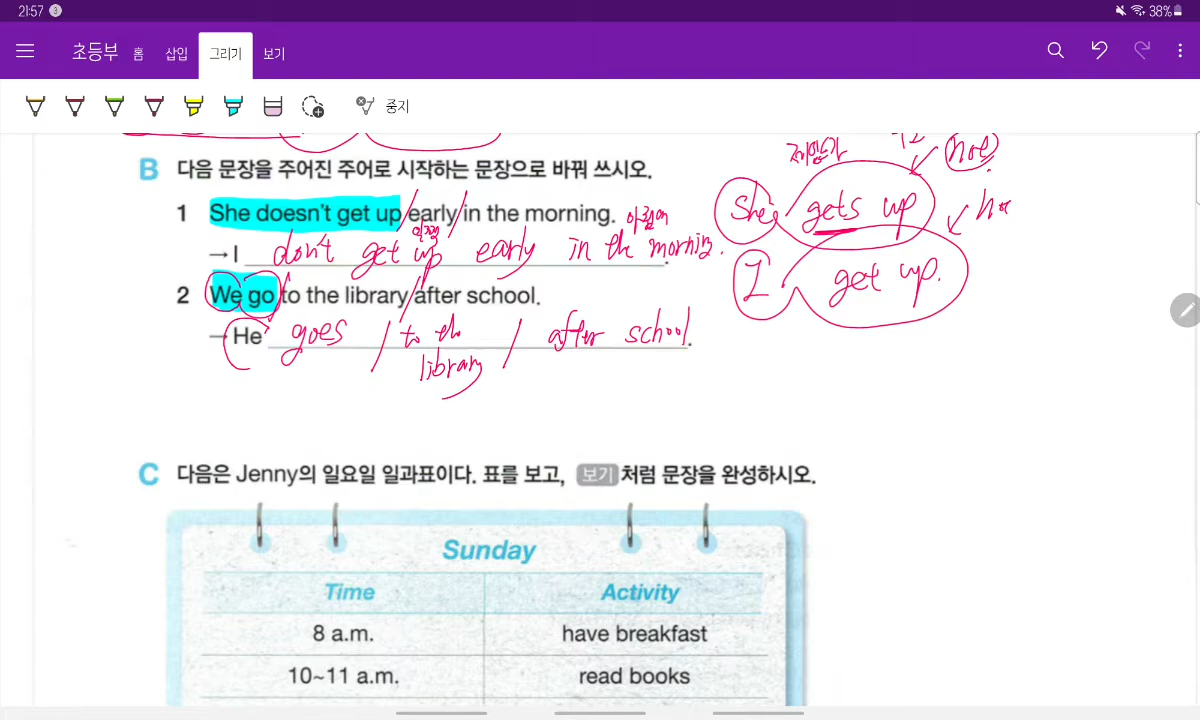 21:57 3 38%
초등부 홈 삽입 그리기 보기
중지
B 다음 문장을 주어진 주어로 시작하는 문장으로 바꿔 쓰시오.
not
1 She doesn't get up early in the morning. 아침에
She gets up
일찍
→ I don't get up early in the morning.
I get up.
2 We go to the library after school.
→ He goes to the library after school.
C 다음은 Jenny의 일요일 일과표이다. 표를 보고, 보기 처럼 문장을 완성하시오.
Sunday
Time Activity
8 a.m. have breakfast
10~11 a.m. read books